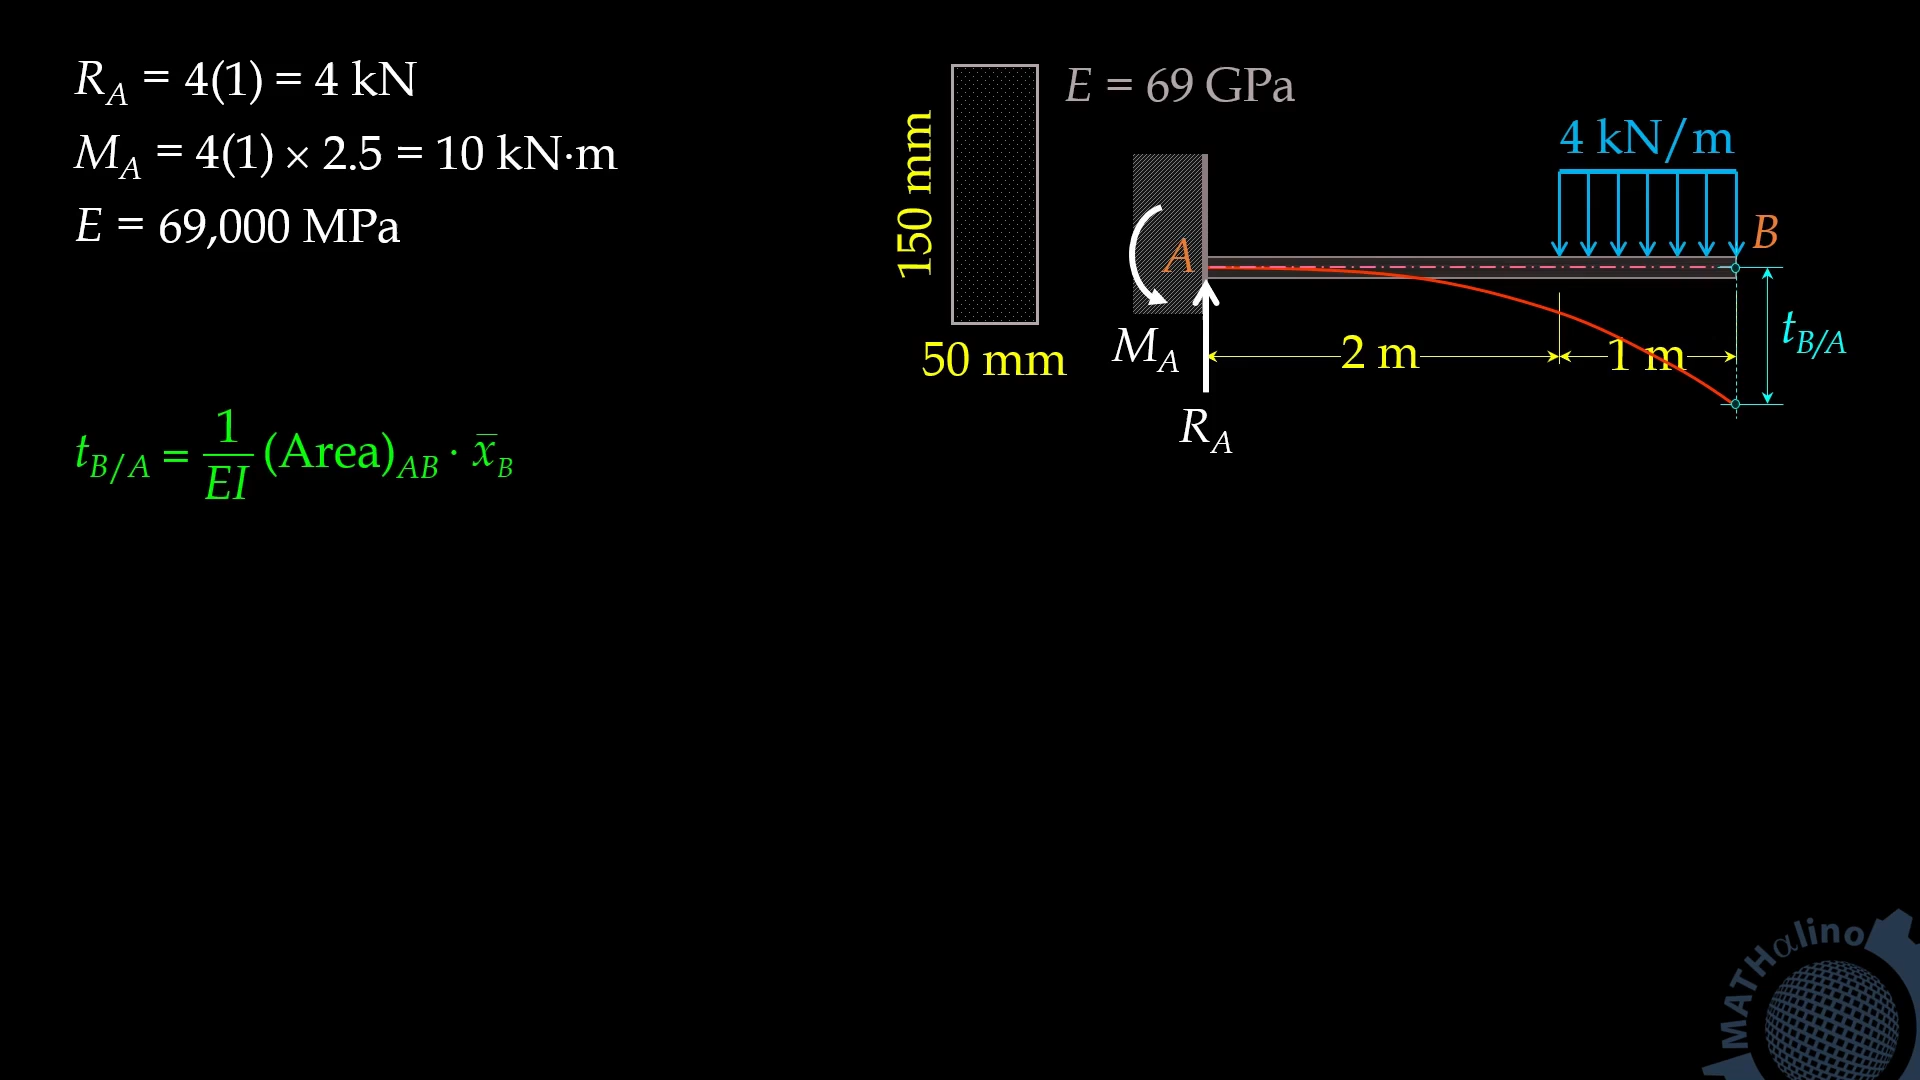 R_A = 4(1) = 4 kN
M_A = 4(1) × 2.5 = 10 kN·m
E = 69,000 MPa
t_B/A = 1/EI (Area)_AB · x̄_B
150 mm
50 mm
E = 69 GPa
4 kN/m
A
B
M_A
R_A
2 m
1 m
t_B/A
MATHαlino